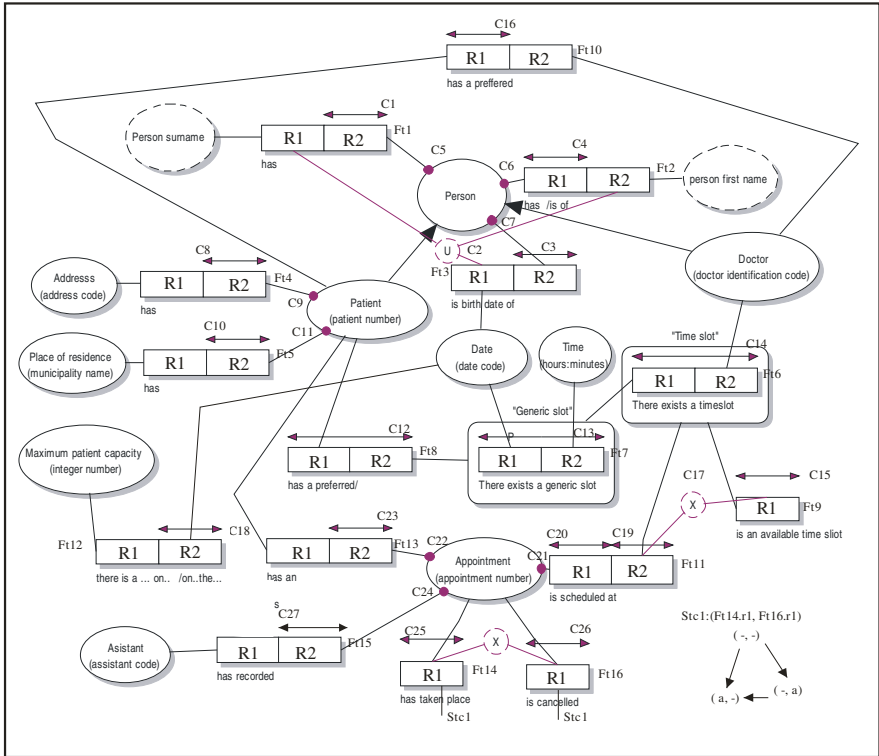 C16
R1 R2 Ft10
has a preffered
C1
Person surname R1 R2 Ft1
has
C5
C4
C6
R1 R2 Ft2
has /is of
person first name
Person
C7
U
C2 C3
Ft3
R1 R2
is birth date of
Doctor
(doctor identification code)
C8
Addresss
(address code)
R1 R2 Ft4
has
C9
Patient
(patient number)
C11
C10
Place of residence
(municipality name)
R1 R2 Ft5
has
Date
(date code)
Time
(hours:minutes)
"Time slot"
C14
R1 R2 Ft6
There exists a timeslot
"Generic slot"
C12
R1 R2 Ft8
has a preferred/
C13
P
R1 R2 Ft7
There exists a generic slot
Maximum patient capacity
(integer number)
C17
C15
X
R1 Ft9
is an available time sliot
C18
Ft12 R1 R2
there is a ... on.. /on..the...
C23
R1 R2 Ft13
has an
C22
Appointment
(appointment number)
C24
C21
C20 C19
R1 R2 Ft11
is scheduled at
s
C27
Asistant
(assistant code)
R1 R2 Ft15
has recorded
C25
X
C26
R1 Ft14
has taken place
Stc1
R1 Ft16
is cancelled
Stc1
Stc1:(Ft14.r1, Ft16.r1)
( -, -)
( a, -) ( -, a)